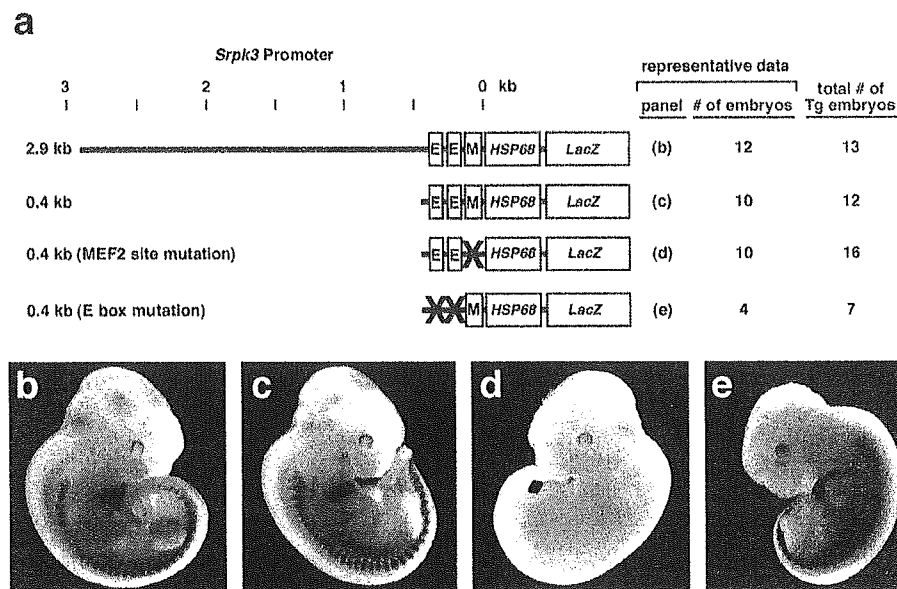 a
Srpk3 Promoter
representative data
3 2 1 0 kb
panel # of embryos total # of Tg embryos
2.9 kb E E M HSP68 LacZ (b) 12 13
0.4 kb E E M HSP68 LacZ (c) 10 12
0.4 kb (MEF2 site mutation) E E X HSP68 LacZ (d) 10 16
0.4 kb (E box mutation) X X M HSP68 LacZ (e) 4 7
b c d e